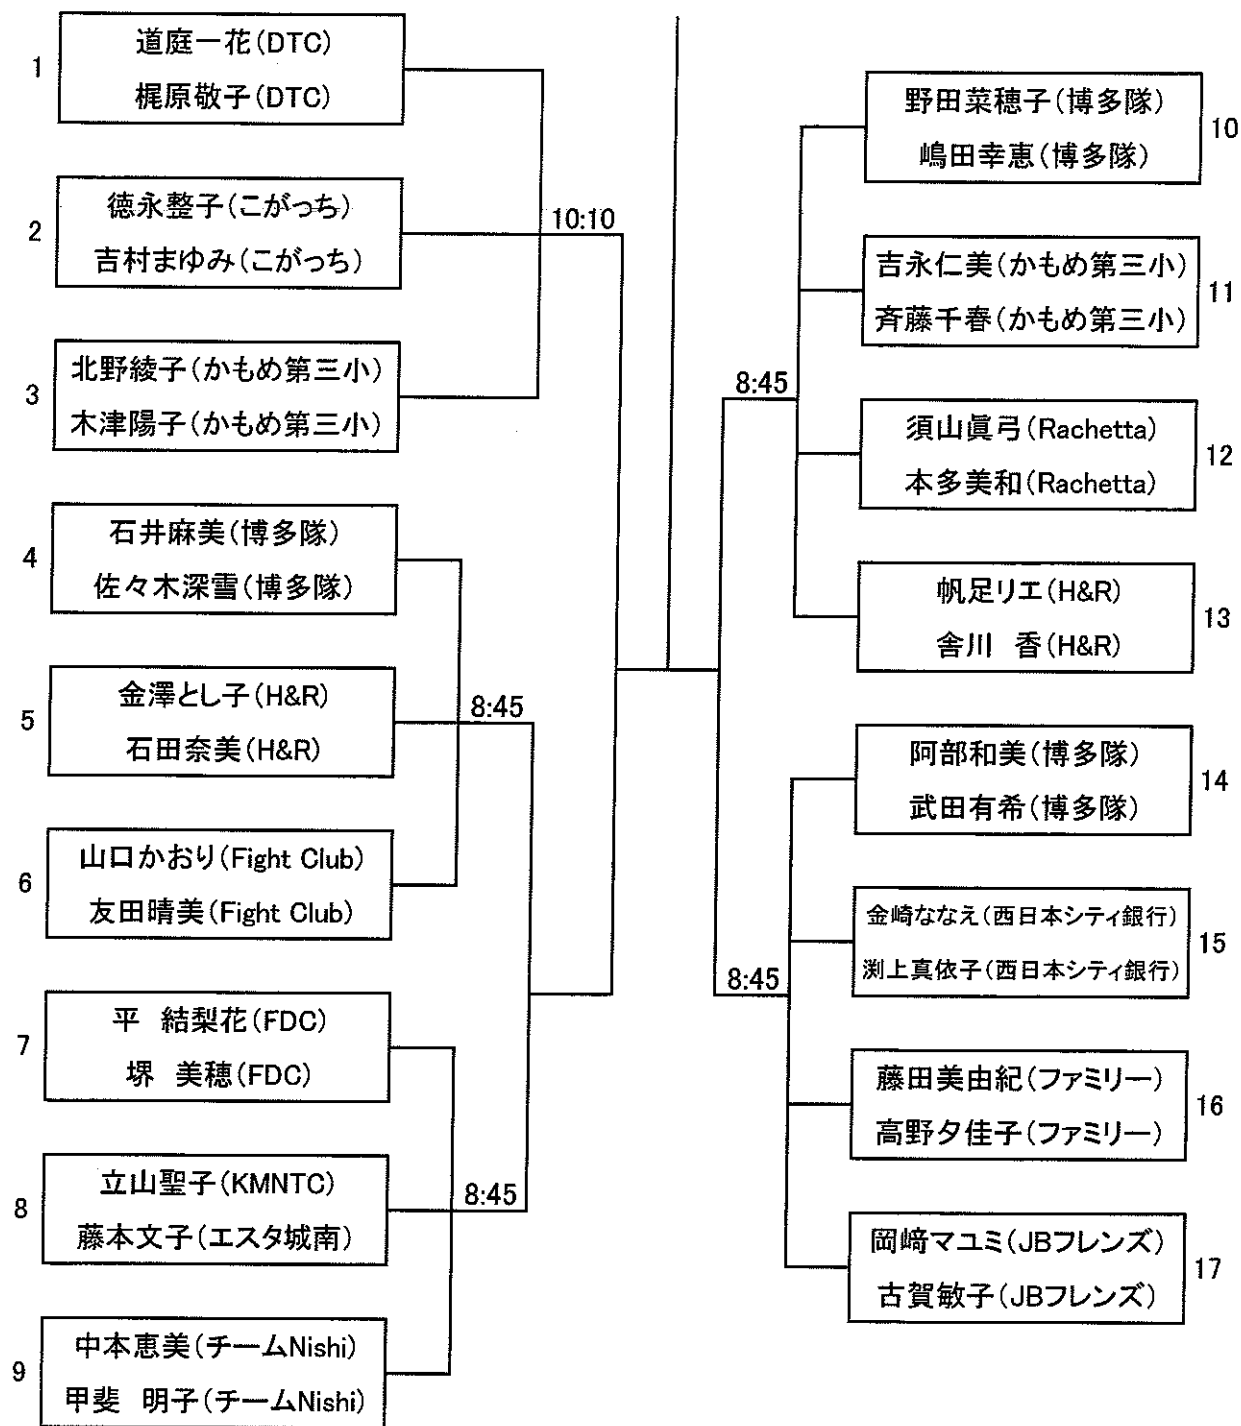 1
道庭一花(DTC)
梶原敬子(DTC)
2
徳永整子(こがっち)
吉村まゆみ(こがっち)
10:10
3
北野綾子(かもめ第三小)
木津陽子(かもめ第三小)
4
石井麻美(博多隊)
佐々木深雪(博多隊)
5
金澤とし子(H&R)
石田奈美(H&R)
8:45
6
山口かおり(Fight Club)
友田晴美(Fight Club)
7
平 結梨花(FDC)
堺 美穂(FDC)
8
立山聖子(KMNTC)
藤本文子(エスタ城南)
8:45
9
中本恵美(チームNishi)
甲斐 明子(チームNishi)
野田菜穂子(博多隊)
嶋田幸恵(博多隊)
10
吉永仁美(かもめ第三小)
斉藤千春(かもめ第三小)
11
8:45
須山眞弓(Rachetta)
本多美和(Rachetta)
12
帆足リエ(H&R)
舎川 香(H&R)
13
阿部和美(博多隊)
武田有希(博多隊)
14
金崎ななえ(西日本シティ銀行)
渕上真依子(西日本シティ銀行)
15
8:45
藤田美由紀(ファミリー)
高野夕佳子(ファミリー)
16
岡﨑マユミ(JBフレンズ)
古賀敏子(JBフレンズ)
17